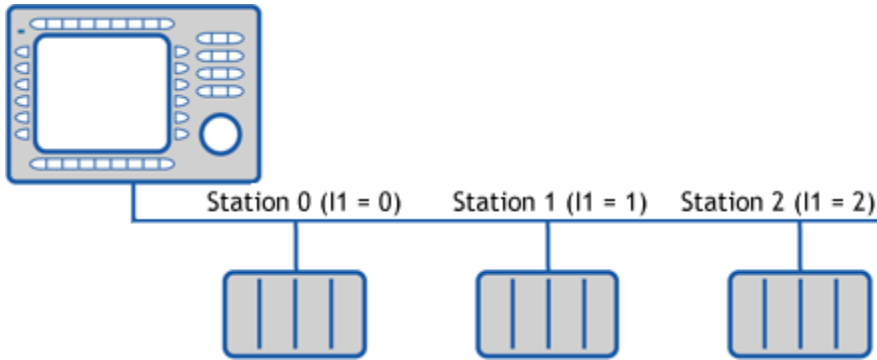 Station 0 (I1 = 0)
Station 1 (I1 = 1)
Station 2 (I1 = 2)